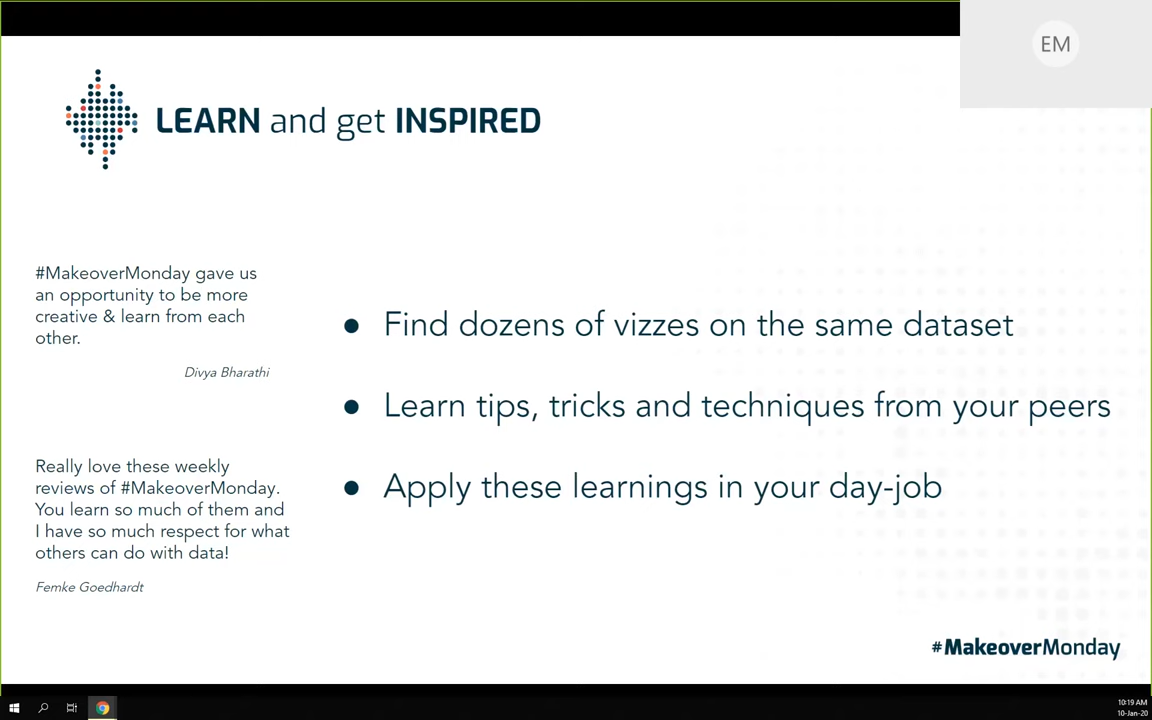 EM
LEARN and get INSPIRED
#MakeoverMonday gave us
an opportunity to be more
creative & learn from each
other.
Divya Bharathi
Really love these weekly
reviews of #MakeoverMonday.
You learn so much of them and
I have so much respect for what
others can do with data!
Femke Goedhardt
● Find dozens of vizzes on the same dataset
● Learn tips, tricks and techniques from your peers
● Apply these learnings in your day-job
#MakeoverMonday
10:19 AM
10-Jan-20